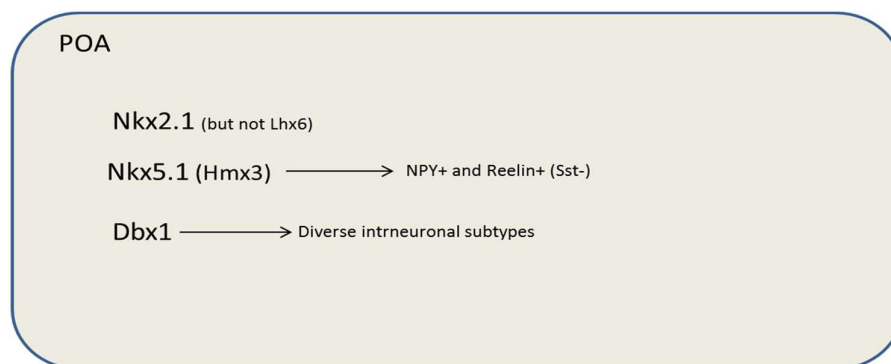 POA
Nkx2.1 (but not Lhx6)
Nkx5.1 (Hmx3) NPY+ and Reelin+ (Sst-)
Dbx1 Diverse intrneuronal subtypes